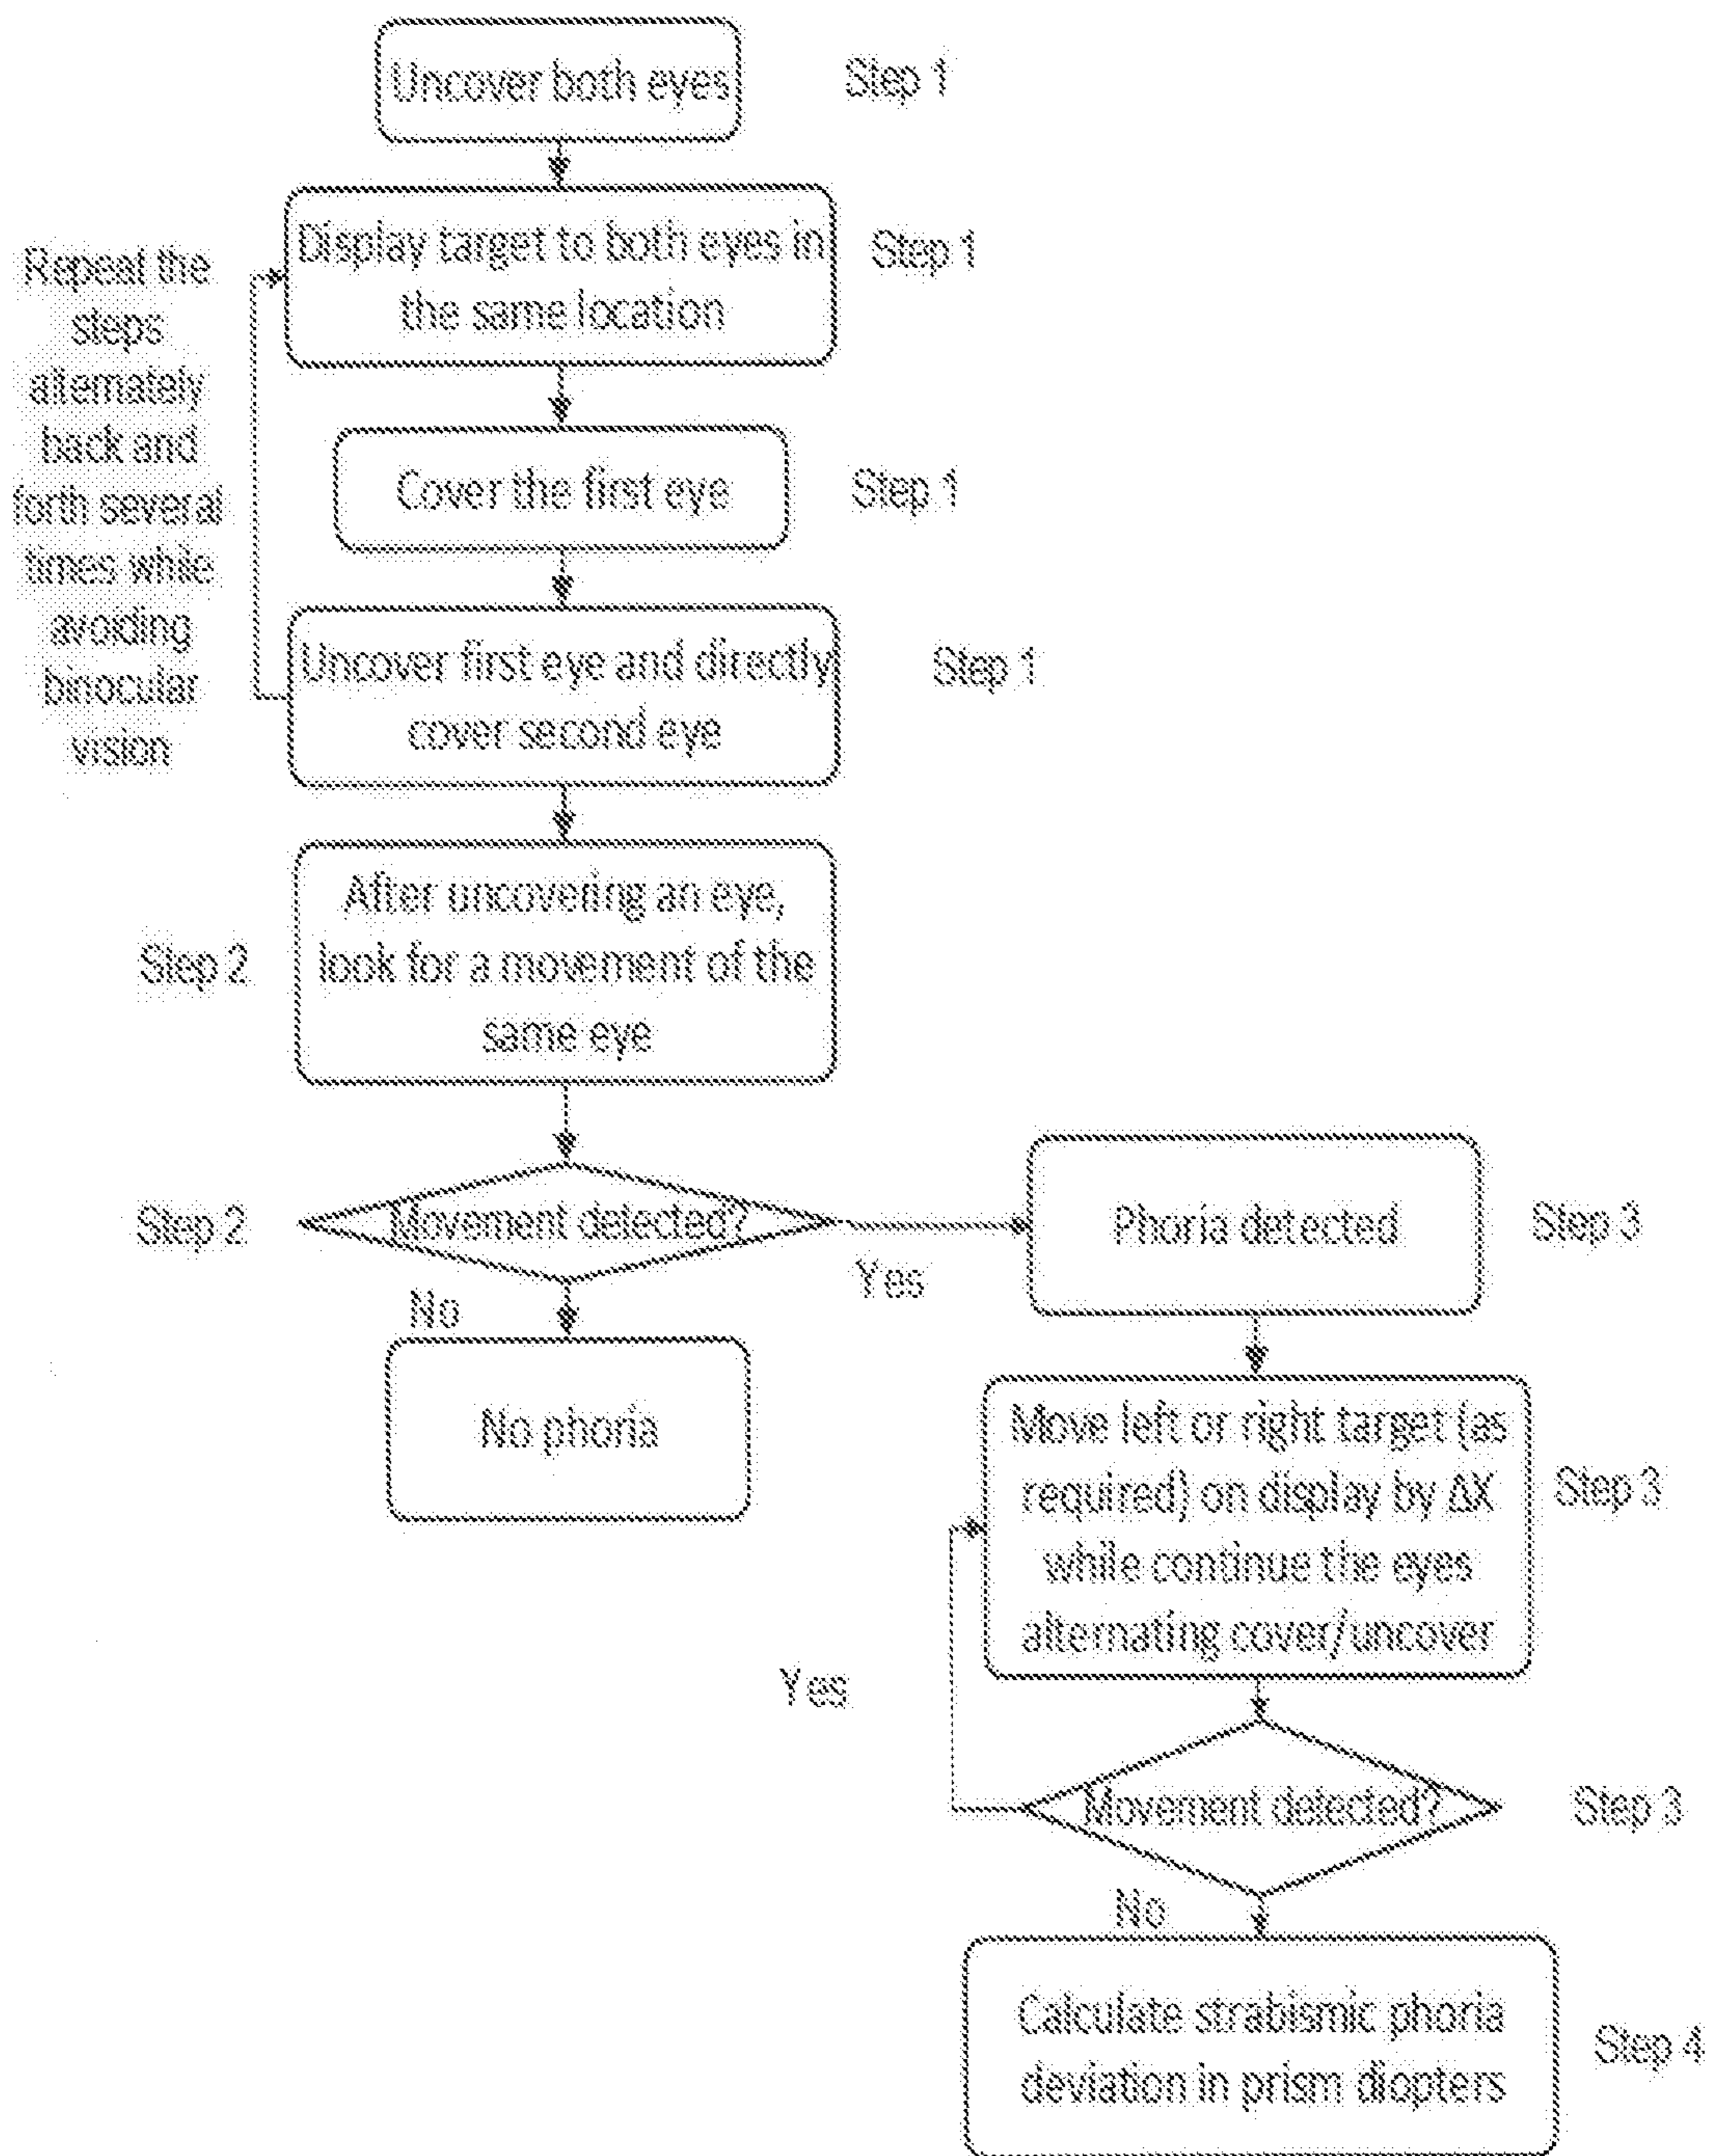 Uncover both eyes
Step 1
Display target to both eyes in
the same location
Step 1
Repeat the
steps
alternately
back and
forth several
times while
avoiding
binocular
vision
Cover the first eye
Step 1
Uncover first eye and directly
cover second eye
Step 1
After uncovering an eye,
look for a movement of the
same eye
Step 2
Step 2
Movement detected?
Yes
No
No phoria
Phoria detected
Step 3
Move left or right target (as
required) on display by ΔX
while continue the eyes
alternating cover/uncover
Step 3
Yes
Movement detected?
Step 3
No
Calculate strabismic phoria
deviation in prism diopters
Step 4